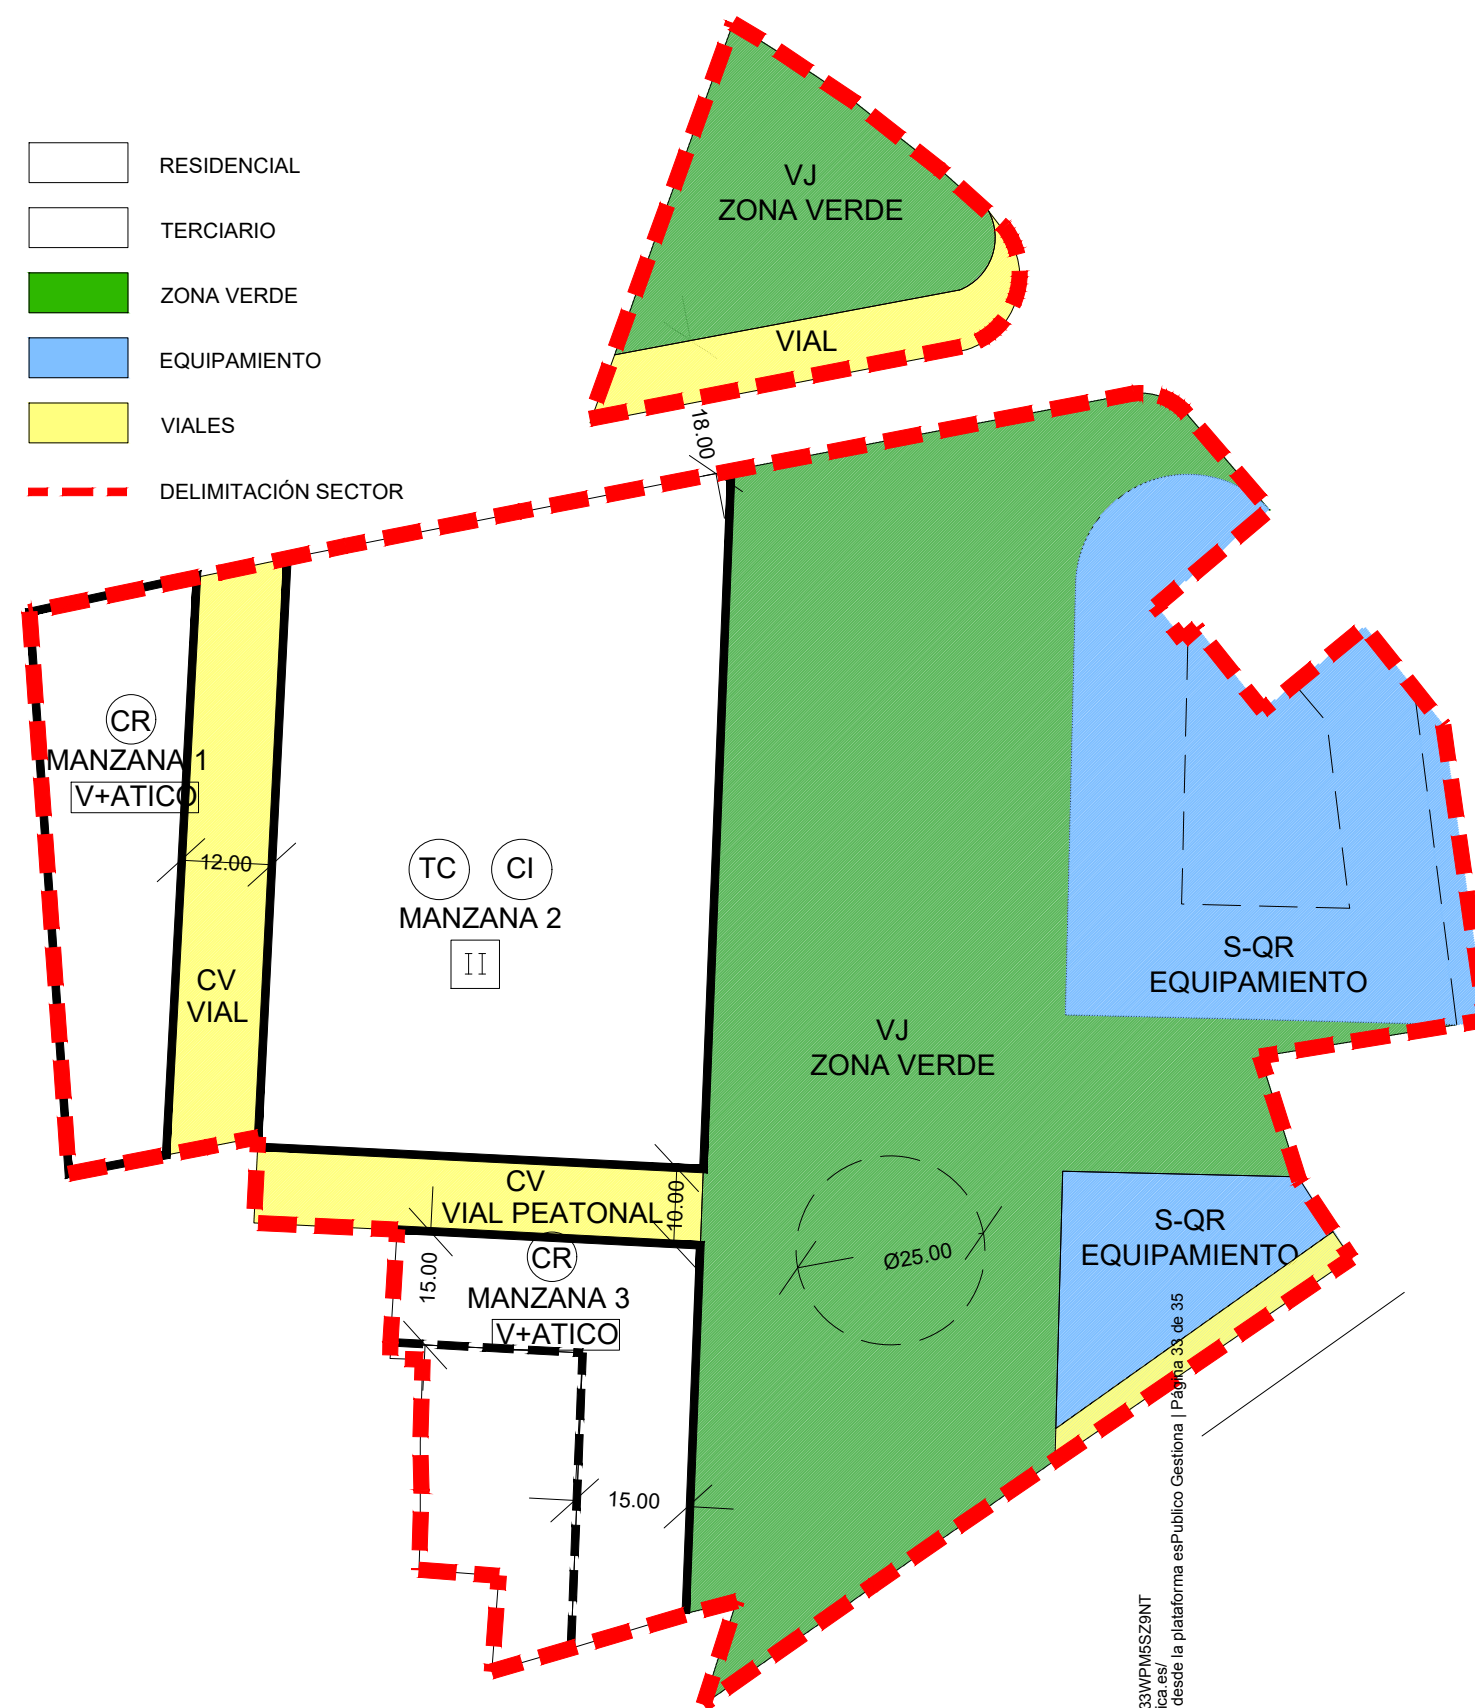 RESIDENCIAL
TERCIARIO
ZONA VERDE
EQUIPAMIENTO
VIALES
DELIMITACIÓN SECTOR
VJ
ZONA VERDE
VIAL
18.00
CR
MANZANA 1
V+ATICO
12.00
CV
VIAL
TC
CI
MANZANA 2
II
S-QR
EQUIPAMIENTO
VJ
ZONA VERDE
CV
VIAL PEATONAL
10.00
15.00
CR
MANZANA 3
V+ATICO
15.00
Ø25.00
S-QR
EQUIPAMIENTO
33WPM5SZ9NT
ica.es/
desde la plataforma esPublico Gestiona | Página 33 de 35